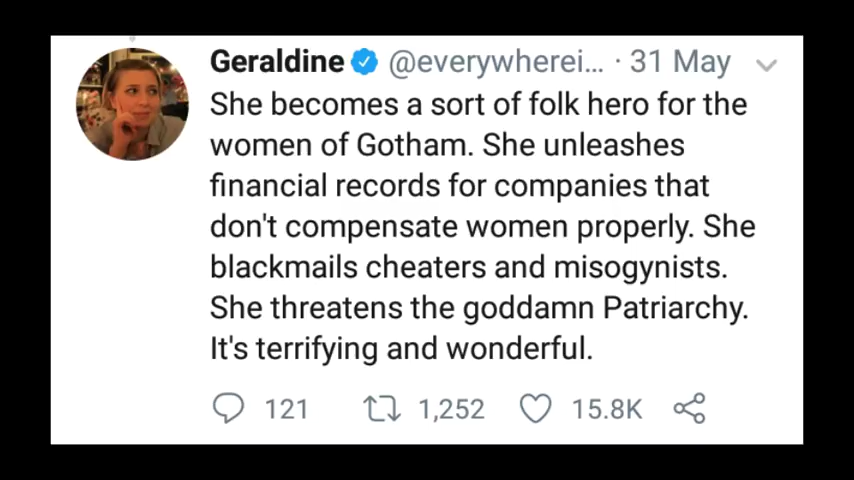 Geraldine @everywherei... · 31 May
She becomes a sort of folk hero for the
women of Gotham. She unleashes
financial records for companies that
don't compensate women properly. She
blackmails cheaters and misogynists.
She threatens the goddamn Patriarchy.
It's terrifying and wonderful.
121 1,252 15.8K